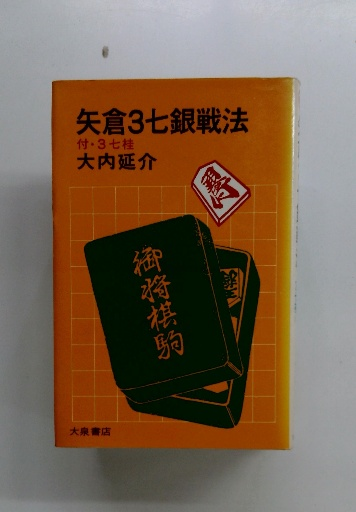 矢倉3七銀戦法
付・3七桂
大内延介
御将棋駒
大泉書店